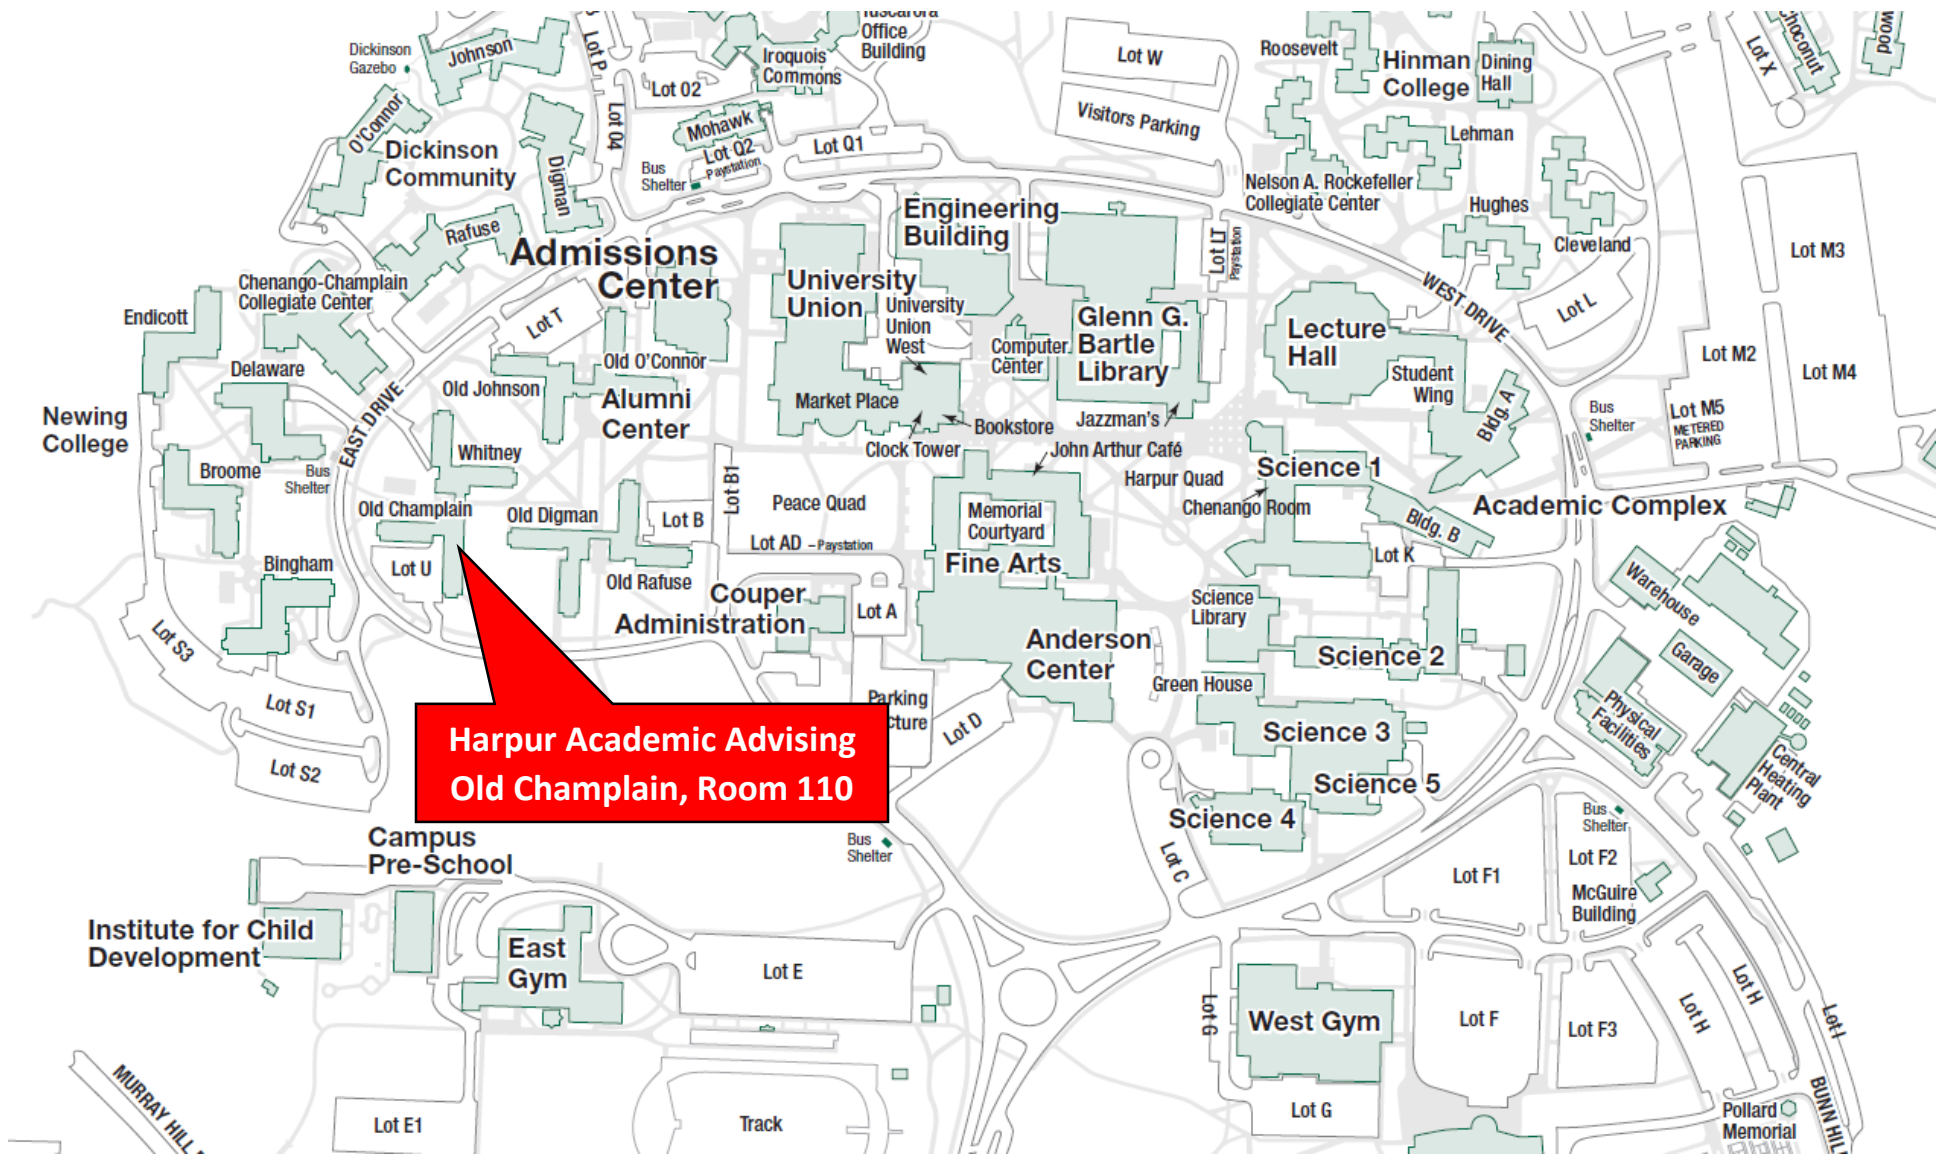 Tuscarora
Office
Building
Dickinson
Gazebo
Johnson
Lot P
Iroquois
Commons
Lot W
Roosevelt
Hinman
College
Dining
Hall
Lot X
Choconut
wood
Lot 02
Lot 04
Mohawk
Lot Q2
Paystation
Lot Q1
Visitors Parking
Lehman
O'Connor
Dickinson
Community
Digman
Bus
Shelter
Nelson A. Rockefeller
Collegiate Center
Hughes
Cleveland
Rafuse
Admissions
Center
Engineering
Building
Lot LT
Paystation
Lot M3
Chenango-Champlain
Collegiate Center
University
Union
University
Union
West
WEST DRIVE
Lot L
Endicott
Lot T
Old O'Connor
Computer
Center
Glenn G.
Bartle
Library
Lecture
Hall
Student
Wing
Lot M2
Lot M4
Delaware
Old Johnson
Alumni
Center
Market Place
Bookstore
Jazzman's
Bldg. A
Bus
Shelter
Lot M5
METERED
PARKING
Newing
College
EAST DRIVE
Whitney
Clock Tower
John Arthur Café
Broome
Bus
Shelter
Lot B1
Harpur Quad
Science 1
Chenango Room
Academic Complex
Old Champlain
Old Digman
Lot B
Peace Quad
Memorial
Courtyard
Bldg. B
Lot AD – Paystation
Lot K
Bingham
Lot U
Old Rafuse
Fine Arts
Couper
Administration
Lot A
Science
Library
Warehouse
Lot S3
Anderson
Center
Science 2
Garage
Lot S1
Parking
cture
Lot D
Green House
Physical
Facilities
Harpur Academic Advising
Old Champlain, Room 110
Science 3
Central
Heating
Plant
Lot S2
Science 5
Science 4
Bus
Shelter
Campus
Pre-School
Bus
Shelter
Lot C
Lot F1
Lot F2
McGuire
Building
Institute for Child
Development
East
Gym
Lot E
Lot G
West Gym
Lot F
Lot F3
Lot H
Lot H
Lot I
MURRAY HILL
Lot E1
Track
Lot G
Pollard
Memorial
BUNN HIL